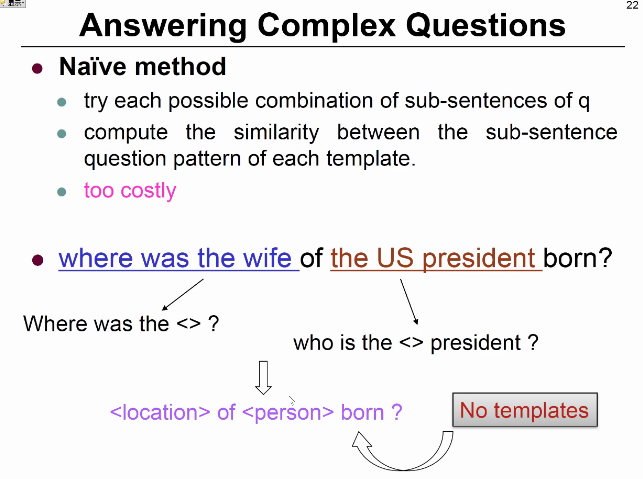 22
Answering Complex Questions
Naïve method
try each possible combination of sub-sentences of q
compute the similarity between the sub-sentence
question pattern of each template.
too costly
where was the wife of the US president born?
Where was the <> ?
who is the <> president ?
<location> of <person> born ?
No templates